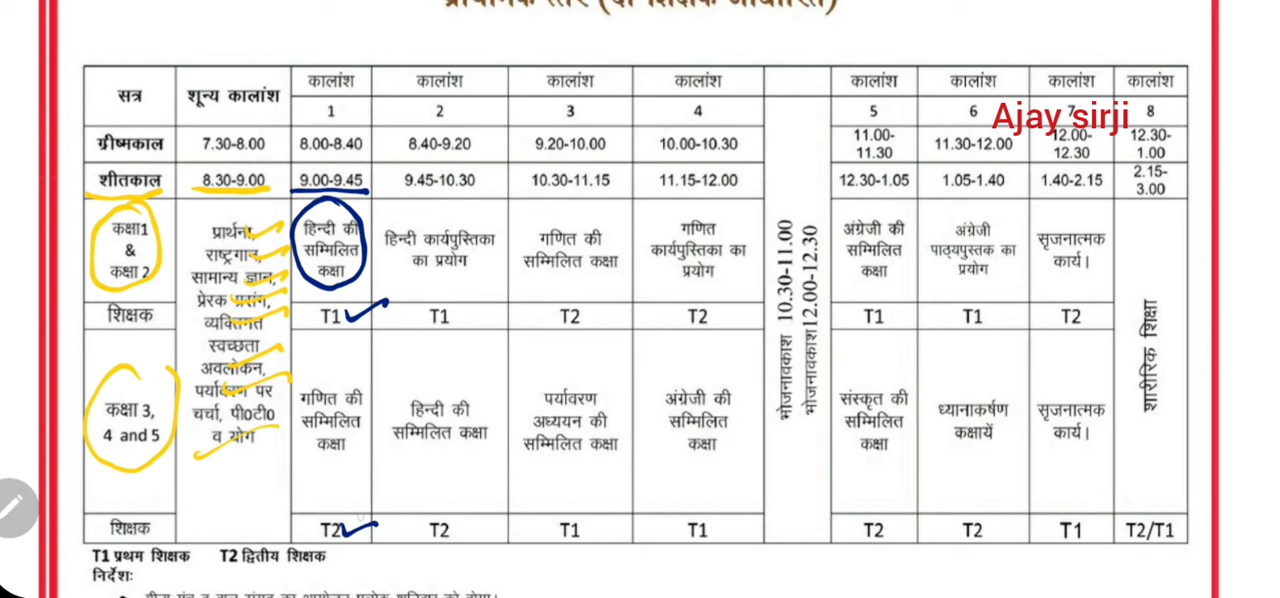 प्राथमिक स्तर (दो शिक्षक आधारित)
सत्र
शून्य कालांश
कालांश
कालांश
कालांश
कालांश
कालांश
कालांश
कालांश
कालांश
1
2
3
4
5
6
7
8
Ajay sirji
ग्रीष्मकाल
7.30-8.00
8.00-8.40
8.40-9.20
9.20-10.00
10.00-10.30
11.00-
11.30
11.30-12.00
12.00-
12.30
12.30-
1.00
शीतकाल
8.30-9.00
9.00-9.45
9.45-10.30
10.30-11.15
11.15-12.00
12.30-1.05
1.05-1.40
1.40-2.15
2.15-
3.00
कक्षा1
&
कक्षा 2
प्रार्थना,
राष्ट्रगान,
सामान्य ज्ञान,
प्रेरक प्रसंग,
व्यक्तिगत
स्वच्छता
अवलोकन,
पर्यावरण पर
चर्चा, पी0टी0
व योग
हिन्दी की
सम्मिलित
कक्षा
हिन्दी कार्यपुस्तिका
का प्रयोग
गणित की
सम्मिलित कक्षा
गणित
कार्यपुस्तिका का
प्रयोग
भोजनावकाश 10.30-11.00
भोजनावकाश12.00-12.30
अंग्रेजी की
सम्मिलित
कक्षा
अंग्रेजी
पाठ्यपुस्तक का
प्रयोग
सृजनात्मक
कार्य।
शारीरिक शिक्षा
शिक्षक
T1
T1
T2
T2
T1
T1
T2
कक्षा 3,
4 and 5
गणित की
सम्मिलित
कक्षा
हिन्दी की
सम्मिलित कक्षा
पर्यावरण
अध्ययन की
सम्मिलित कक्षा
अंग्रेजी की
सम्मिलित
कक्षा
संस्कृत की
सम्मिलित
कक्षा
ध्यानाकर्षण
कक्षायें
सृजनात्मक
कार्य।
शिक्षक
T2
T2
T1
T1
T2
T2
T1
T2/T1
T1 प्रथम शिक्षक T2 द्वितीय शिक्षक
निर्देशः